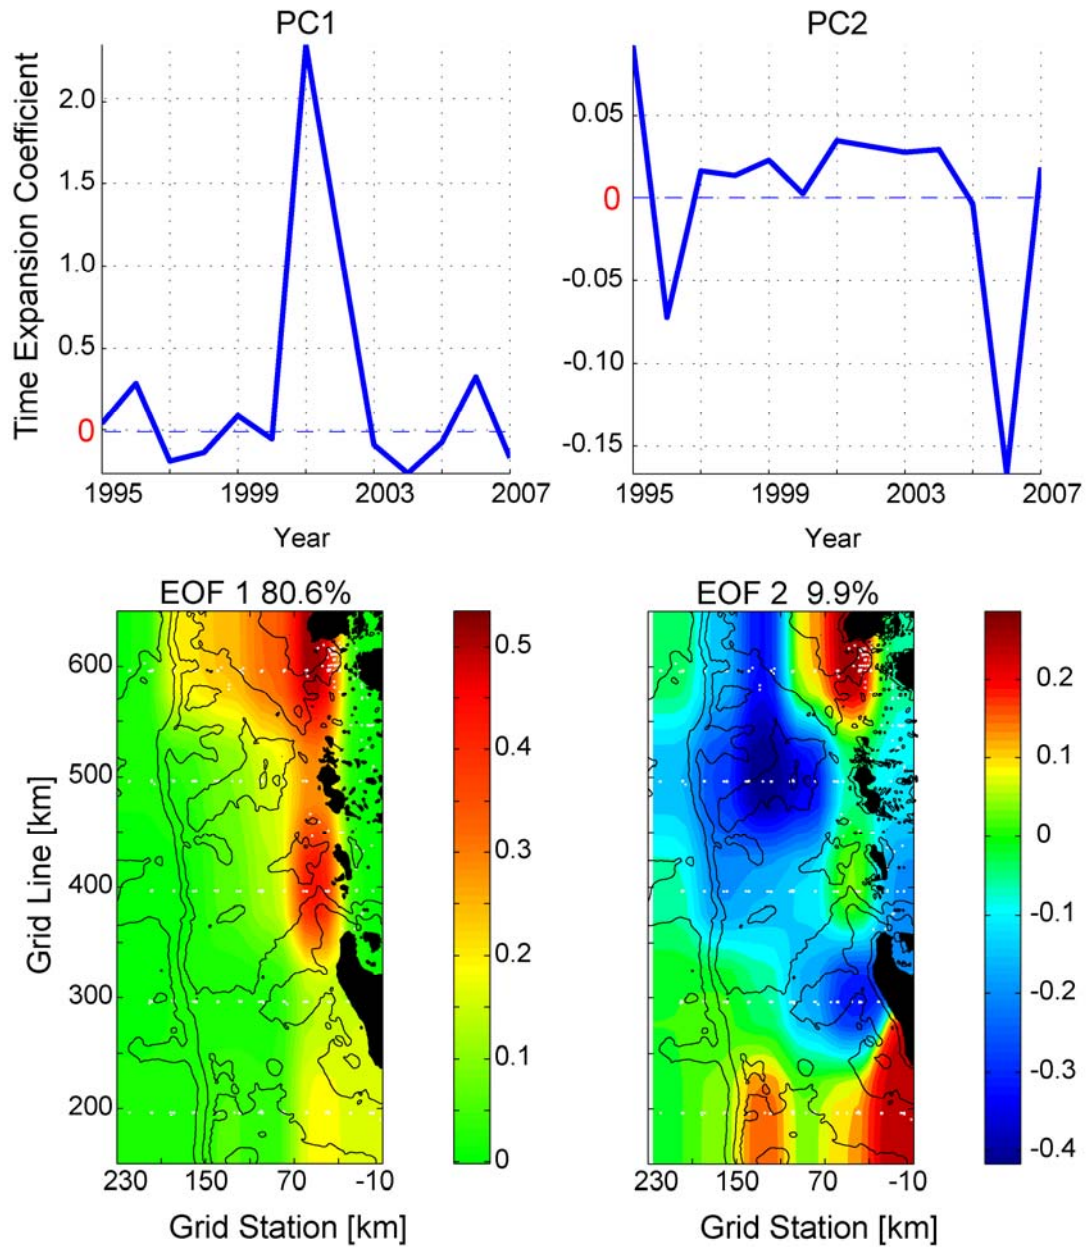 PC1
Time Expansion Coefficient
2.0
1.5
1.0
0.5
0
1995 1999 2003 2007
Year
PC2
0.05
0
-0.05
-0.10
-0.15
1995 1999 2003 2007
Year
EOF 1 80.6%
Grid Line [km]
600
500
400
300
200
230 150 70 -10
Grid Station [km]
0.5
0.4
0.3
0.2
0.1
0
EOF 2 9.9%
230 150 70 -10
Grid Station [km]
0.2
0.1
0
-0.1
-0.2
-0.3
-0.4